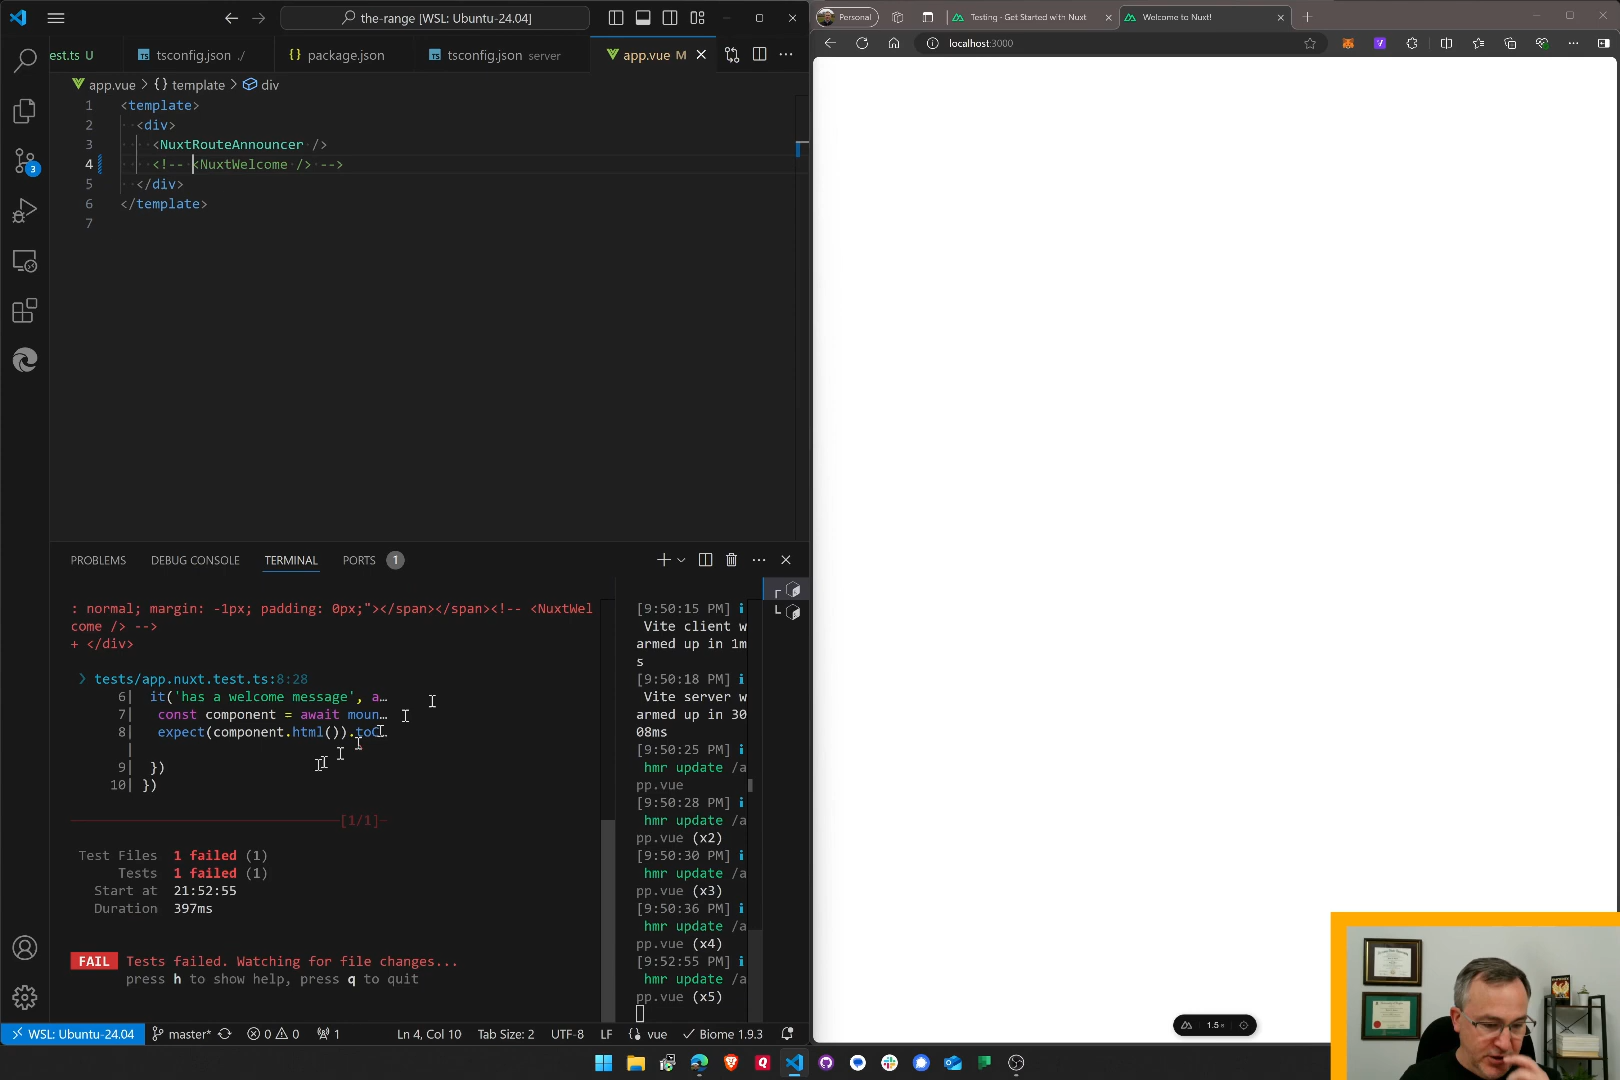 the-range [WSL: Ubuntu-24.04]
est.ts U
tsconfig.json ./
package.json
tsconfig.json server
app.vue M
app.vue > {} template > div
1 <template>
2 <div>
3 <NuxtRouteAnnouncer />
4 <!-- <NuxtWelcome /> -->
5 </div>
6 </template>
7
3
PROBLEMS DEBUG CONSOLE TERMINAL PORTS 1
: normal; margin: -1px; padding: 0px;"></span></span><!-- <NuxtWel
come /> -->
+ </div>
❯ tests/app.nuxt.test.ts:8:28
6| it('has a welcome message', a…
7| const component = await moun…
8| expect(component.html()).toC…
|
9| })
10| })
[1/1]
Test Files 1 failed (1)
Tests 1 failed (1)
Start at 21:52:55
Duration 397ms
FAIL Tests failed. Watching for file changes...
press h to show help, press q to quit
[9:50:15 PM] ℹ
Vite client w
armed up in 1m
s
[9:50:18 PM] ℹ
Vite server w
armed up in 30
08ms
[9:50:25 PM] ℹ
hmr update /a
pp.vue
[9:50:28 PM] ℹ
hmr update /a
pp.vue (x2)
[9:50:30 PM] ℹ
hmr update /a
pp.vue (x3)
[9:50:36 PM] ℹ
hmr update /a
pp.vue (x4)
[9:52:55 PM] ℹ
hmr update /a
pp.vue (x5)
WSL: Ubuntu-24.04 master* 0 0 1 Ln 4, Col 10 Tab Size: 2 UTF-8 LF {} vue Biome 1.9.3
Personal
Testing - Get Started with Nuxt
Welcome to Nuxt!
localhost:3000
1.5 s